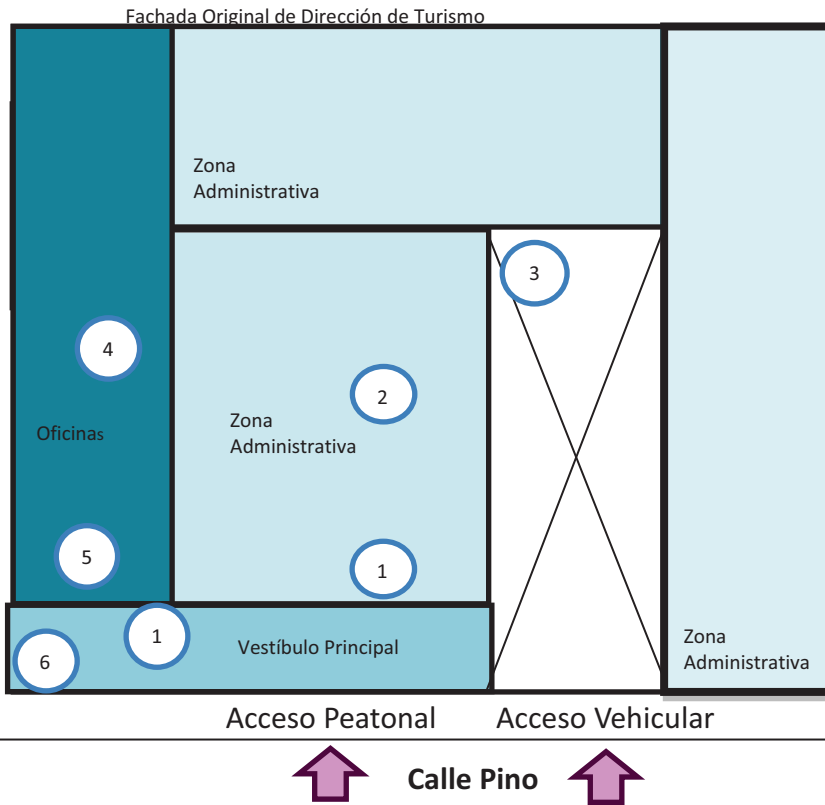 Fachada Original de Dirección de Turismo
Zona
Administrativa
3
4
2
Zona
Administrativa
Oficinas
5
1
1
Vestíbulo Principal
6
Zona
Administrativa
Acceso Peatonal
Acceso Vehicular
Calle Pino